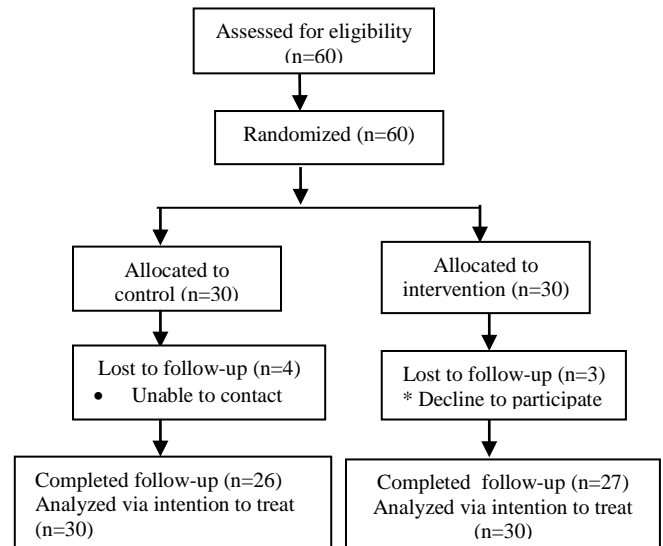 Assessed for eligibility
(n=60)
Randomized (n=60)
Allocated to
control (n=30)
Allocated to
intervention (n=30)
Lost to follow-up (n=4)
• Unable to contact
Lost to follow-up (n=3)
* Decline to participate
Completed follow-up (n=26)
Analyzed via intention to treat
(n=30)
Completed follow-up (n=27)
Analyzed via intention to treat
(n=30)